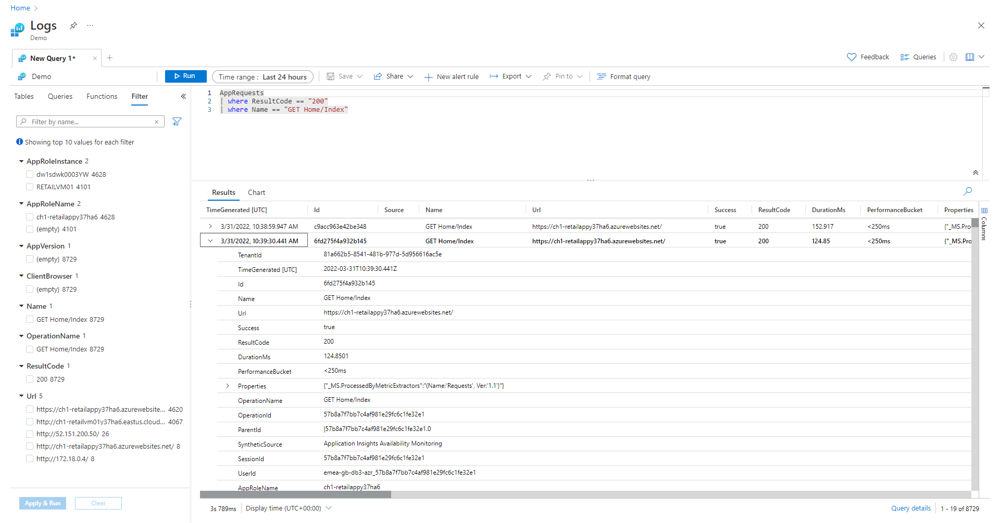 Home
Logs
Demo
New Query 1*
Feedback
Queries
Demo
Run
Time range : Last 24 hours
Save
Share
New alert rule
Export
Pin to
Format query
Tables
Queries
Functions
Filter
Filter by name...
Showing top 10 values for each filter
AppRoleInstance 2
dw1sdwk0003YW 4628
RETAILVM01 4101
AppRoleName 2
ch1-retailappy37ha6 4628
(empty) 4101
AppVersion 1
(empty) 8729
ClientBrowser 1
(empty) 8729
Name 1
GET Home/Index 8729
OperationName 1
GET Home/Index 8729
ResultCode 1
200 8729
Url 5
https://ch1-retailappy37ha6.azurewebsite... 4620
http://ch1-retailvm01y37ha6.eastus.cloud... 4067
http://52.151.200.50/ 26
http://ch1-retailappy37ha6.azurewebsites.net/ 8
http://172.18.0.4/ 8
Apply & Run
Clear
1 AppRequests
2 | where ResultCode == "200"
3 | where Name == "GET Home/Index"
Results
Chart
TimeGenerated [UTC] Id Source Name Url Success ResultCode DurationMs PerformanceBucket Properties
3/31/2022, 10:38:59.947 AM c9acc963e42be348 GET Home/Index https://ch1-retailappy37ha6.azurewebsites.net/ true 200 152.917 <250ms {"_MS.Pro
3/31/2022, 10:39:30.441 AM 6fd275f4a932b145 GET Home/Index https://ch1-retailappy37ha6.azurewebsites.net/ true 200 124.85 <250ms {"_MS.Pro
TenantId 81a662b5-8541-481b-977d-5d956616ac5e
TimeGenerated [UTC] 2022-03-31T10:39:30.441Z
Id 6fd275f4a932b145
Name GET Home/Index
Url https://ch1-retailappy37ha6.azurewebsites.net/
Success true
ResultCode 200
DurationMs 124.8501
PerformanceBucket <250ms
Properties {"_MS.ProcessedByMetricExtractors":"(Name:'Requests', Ver:'1.1')"}
OperationName GET Home/Index
OperationId 57b8a7f7bb7c4af981e29fc6c1fe32e1
ParentId |57b8a7f7bb7c4af981e29fc6c1fe32e1.0
SyntheticSource Application Insights Availability Monitoring
SessionId 57b8a7f7bb7c4af981e29fc6c1fe32e1
UserId emea-gb-db3-azr_57b8a7f7bb7c4af981e29fc6c1fe32e1
AppRoleName ch1-retailappy37ha6
Columns
3s 789ms
Display time (UTC+00:00)
Query details
1 - 19 of 8729